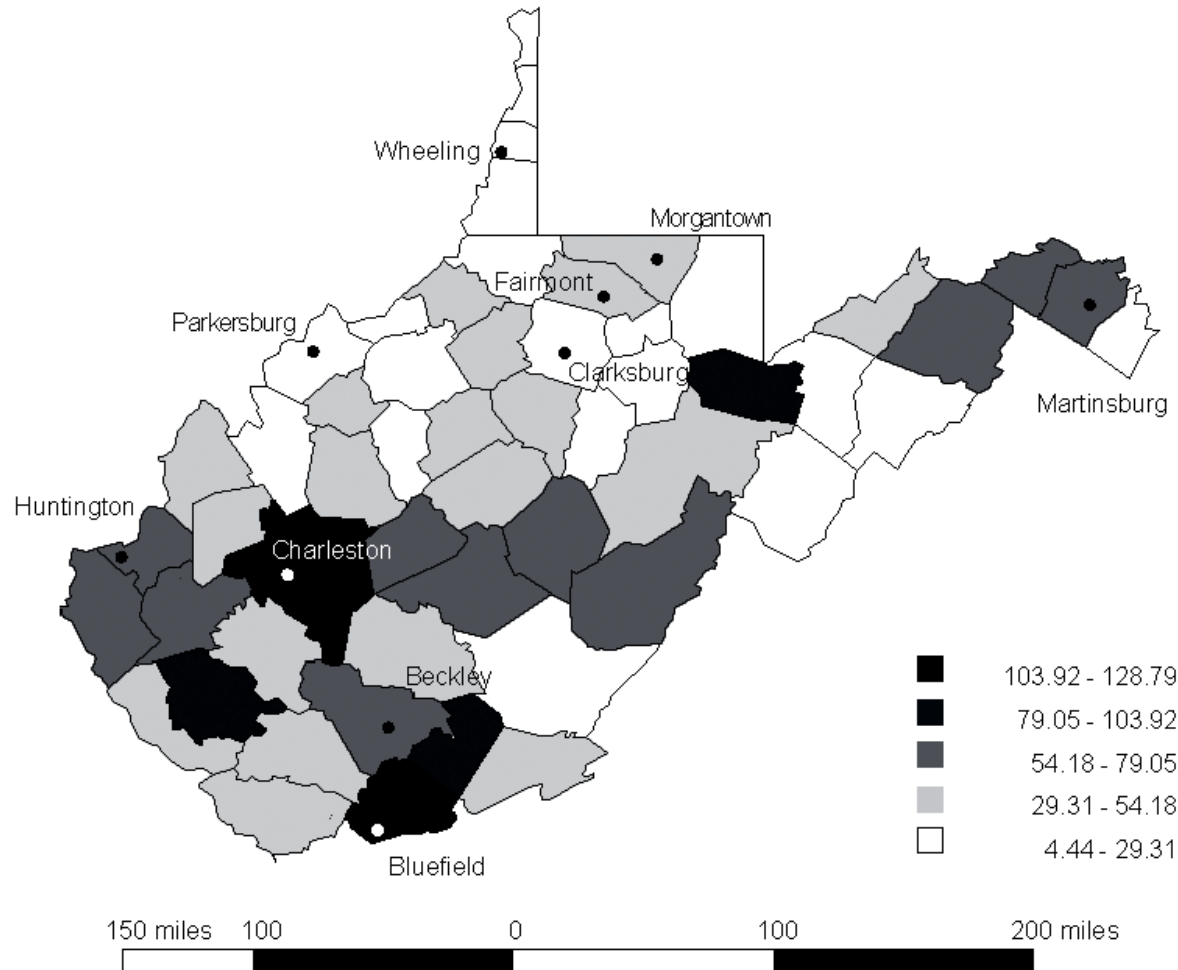 Wheeling
Morgantown
Fairmont
Parkersburg
Clarksburg
Martinsburg
Huntington
Charleston
Beckley
Bluefield
103.92 - 128.79
79.05 - 103.92
54.18 - 79.05
29.31 - 54.18
4.44 - 29.31
150 miles 100 0 100 200 miles